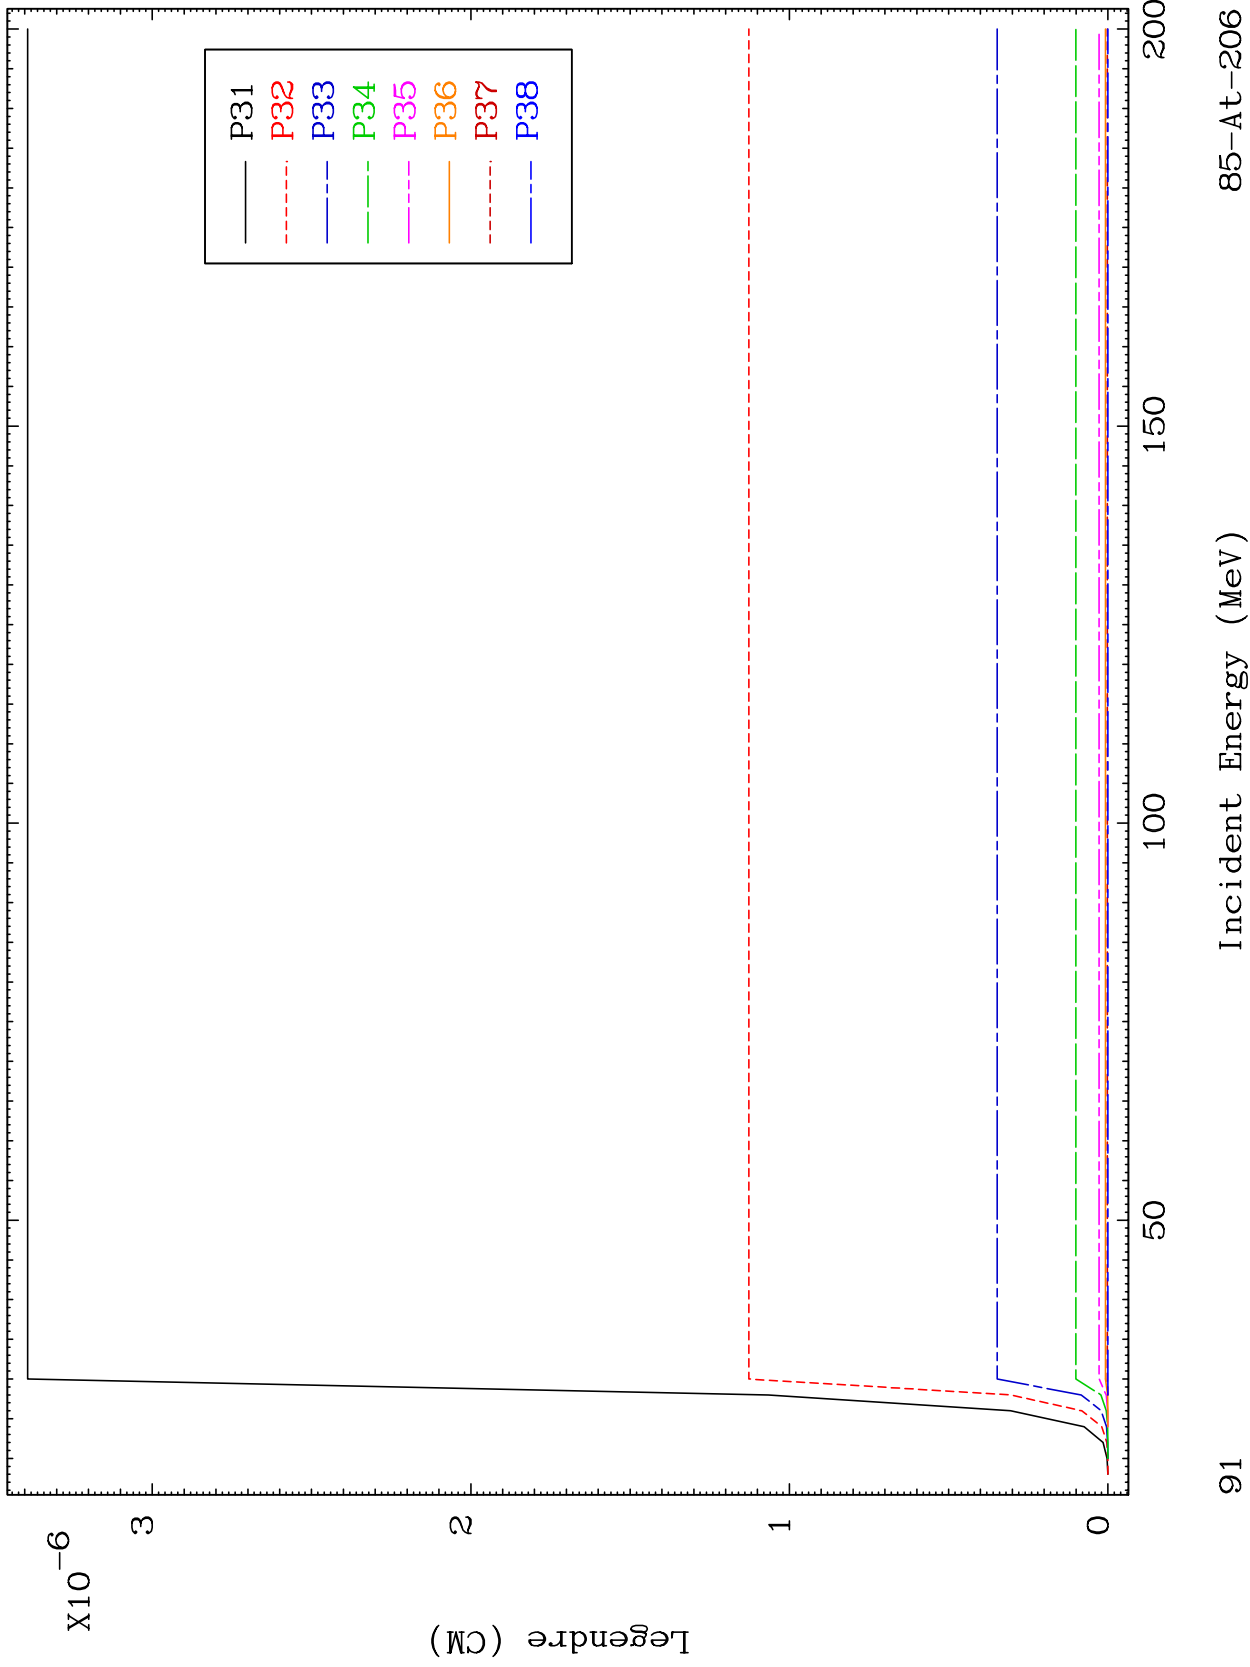 X10
-6
3
2
1
0
Legendre (CM)
P31
P32
P33
P34
P35
P36
P37
P38
50
100
150
200
Incident Energy (MeV)
91
85-At-206